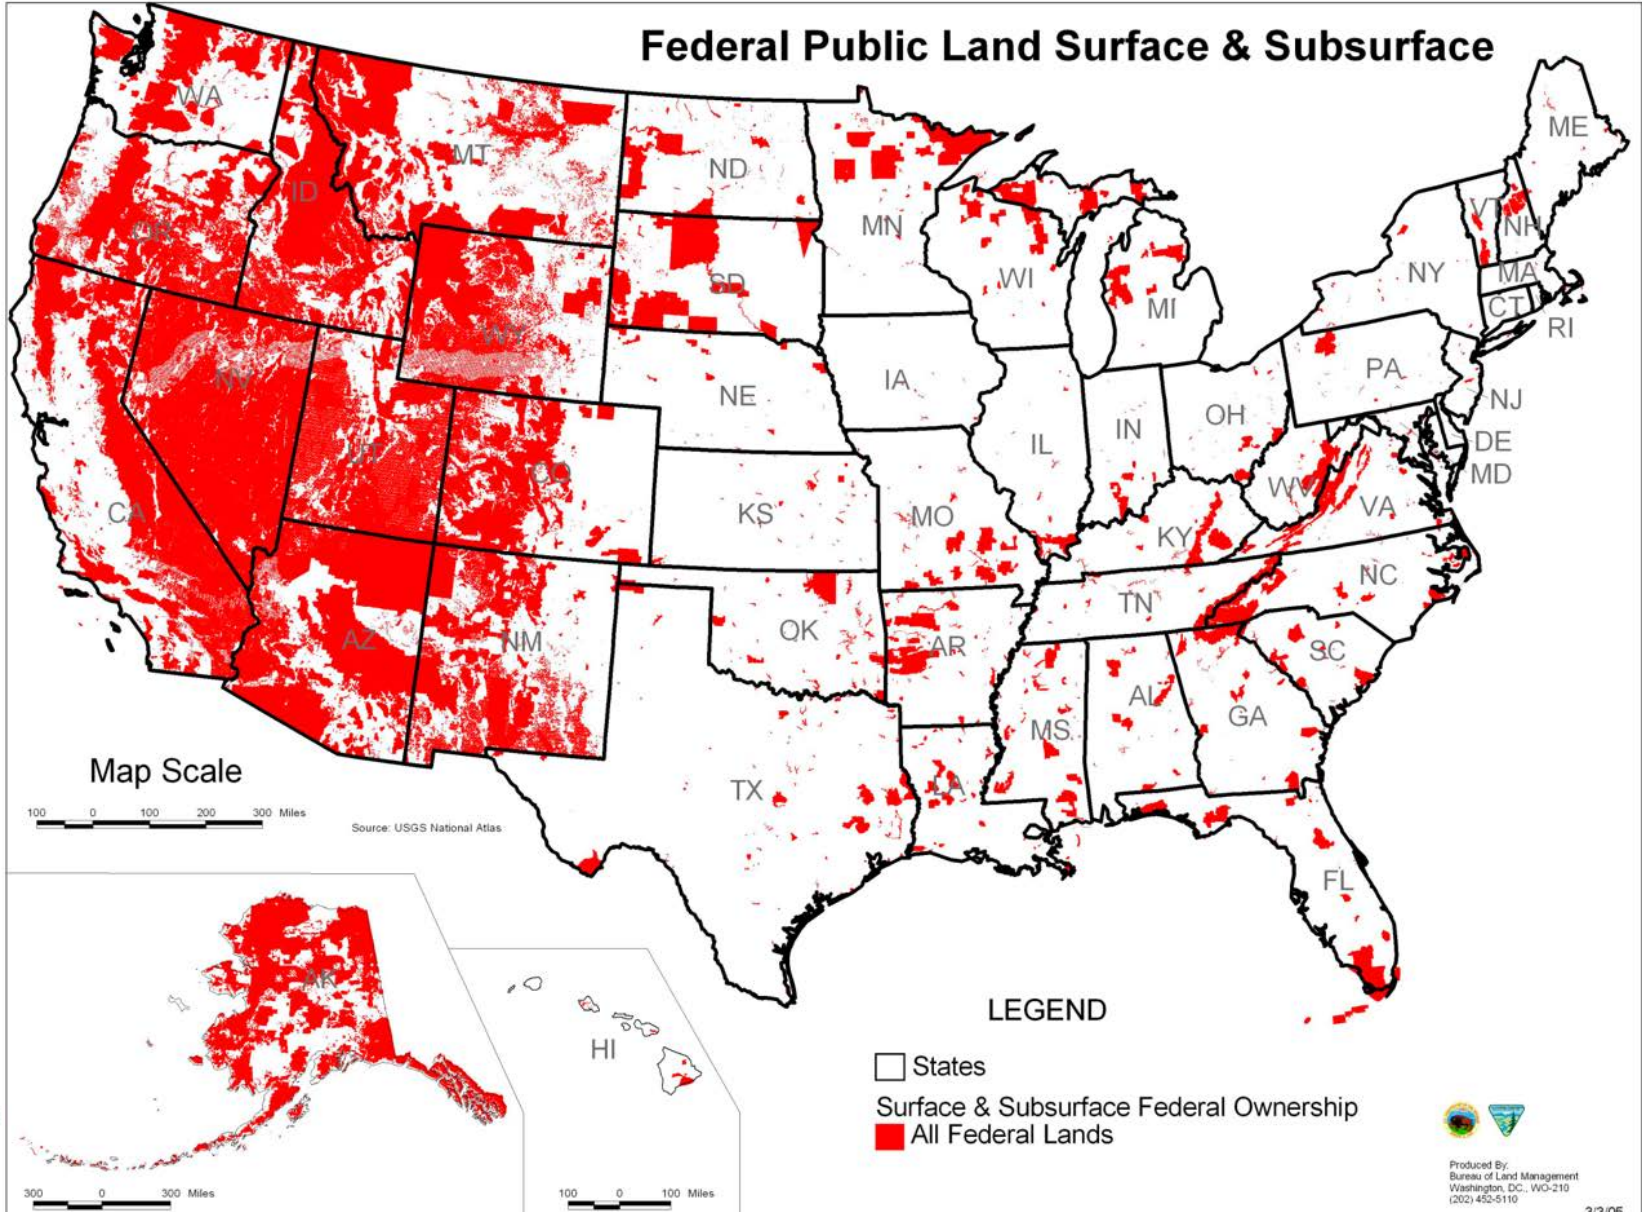 Federal Public Land Surface & Subsurface
WA
MT
ND
MN
ME
ID
OR
VT
NH
WI
SD
NY
MA
MI
CT
RI
WY
NV
IA
NE
PA
NJ
OH
IN
IL
UT
CO
DE
MD
WV
CA
KS
MO
VA
KY
NC
TN
AZ
NM
OK
AR
SC
AL
GA
MS
Map Scale
TX
LA
100 0 100 200 300 Miles
Source: USGS National Atlas
FL
AK
LEGEND
HI
States
Surface & Subsurface Federal Ownership
All Federal Lands
Produced By:
Bureau of Land Management
Washington, DC., WO-210
(202) 452-5110
300 0 300 Miles
100 0 100 Miles